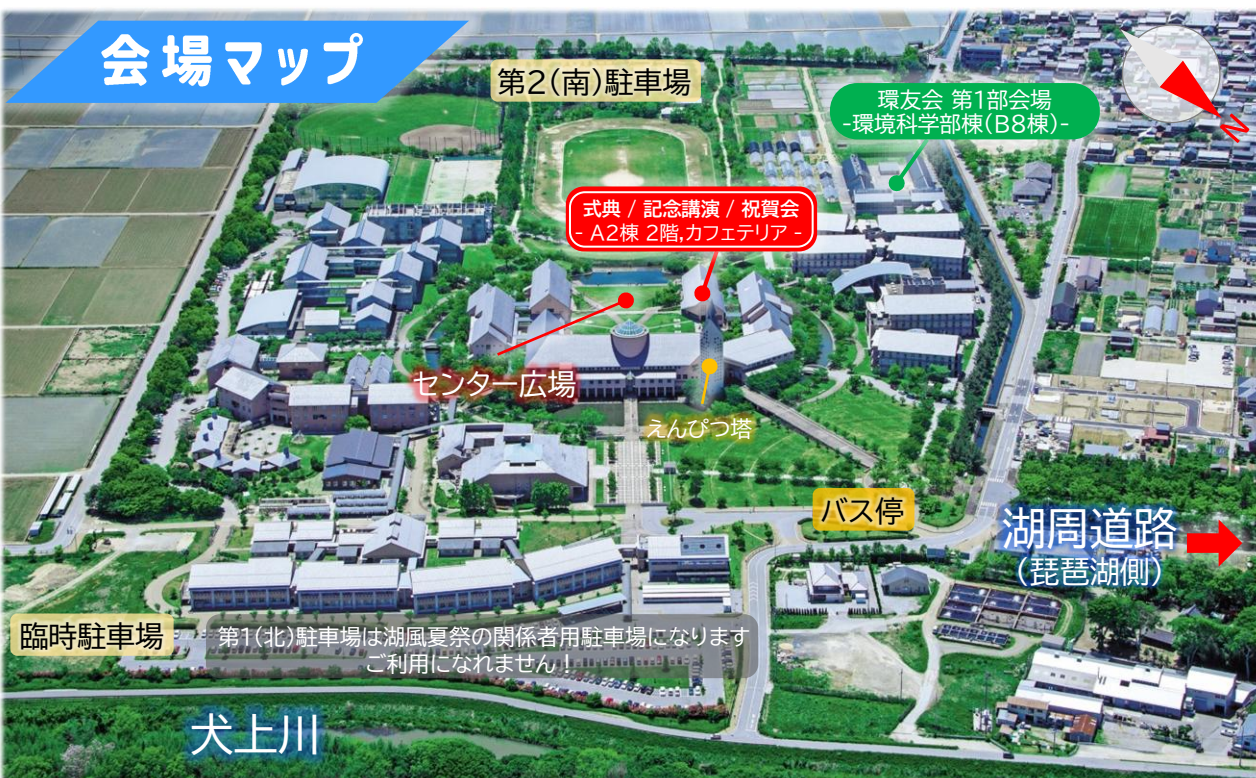 会場マップ
第2(南)駐車場
環友会 第1部会場
-環境科学部棟(B8棟)-
N
式典 / 記念講演 / 祝賀会
- A2棟 2階,カフェテリア -
センター広場
えんぴつ塔
バス停
湖周道路
(琵琶湖側)
臨時駐車場
第1(北)駐車場は湖風夏祭の関係者用駐車場になります
ご利用になれません!
犬上川